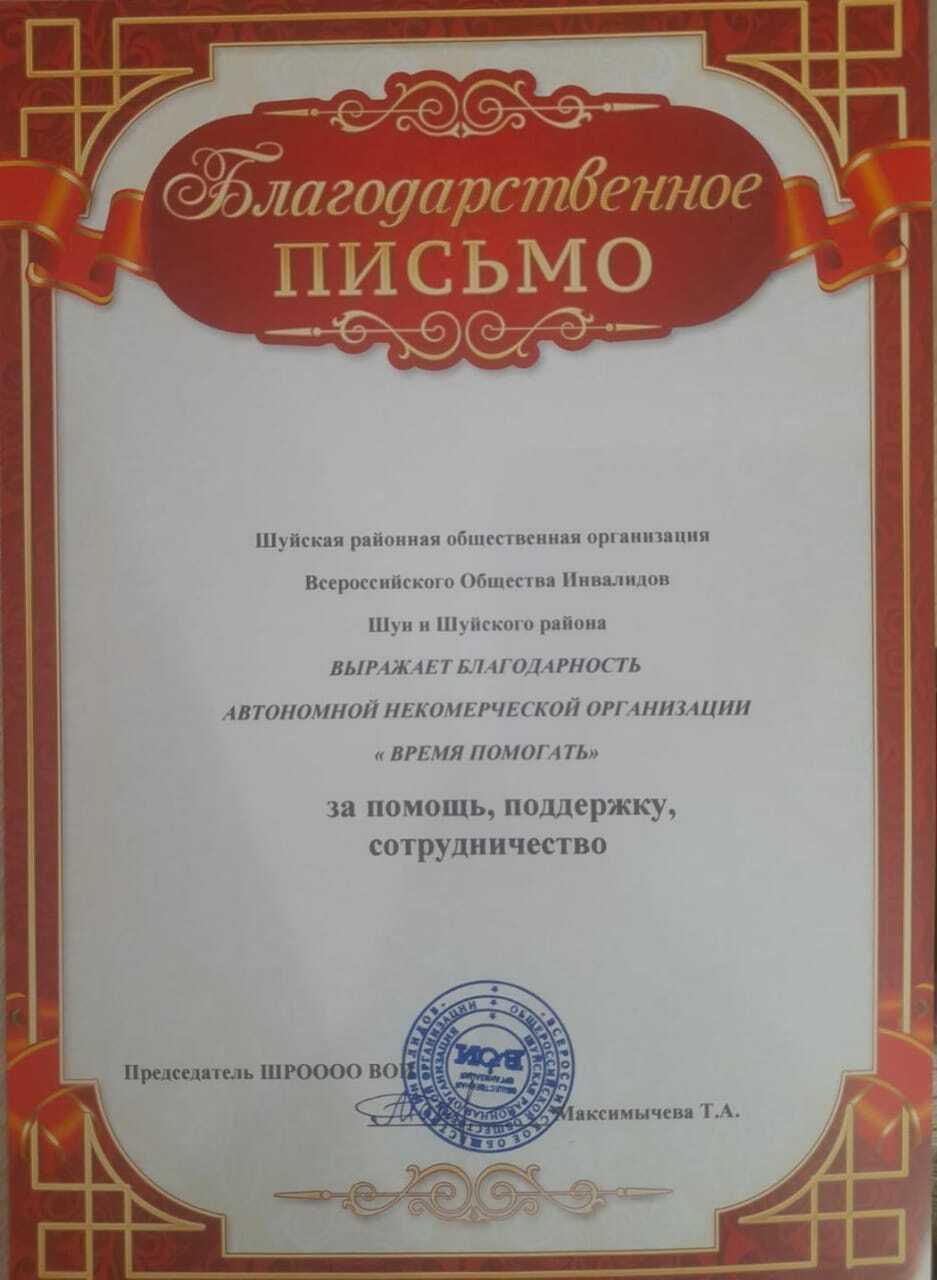 Благодарственное
ПИСЬМО
Шуйская районная общественная организация
Всероссийского Общества Инвалидов
Шуи и Шуйского района
ВЫРАЖАЕТ БЛАГОДАРНОСТЬ
АВТОНОМНОЙ НЕКОМЕРЧЕСКОЙ ОРГАНИЗАЦИИ
« ВРЕМЯ ПОМОГАТЬ»
за помощь, поддержку,
сотрудничество
Председатель ШРОООО ВОИ
Максимычева Т.А.
ВОИ